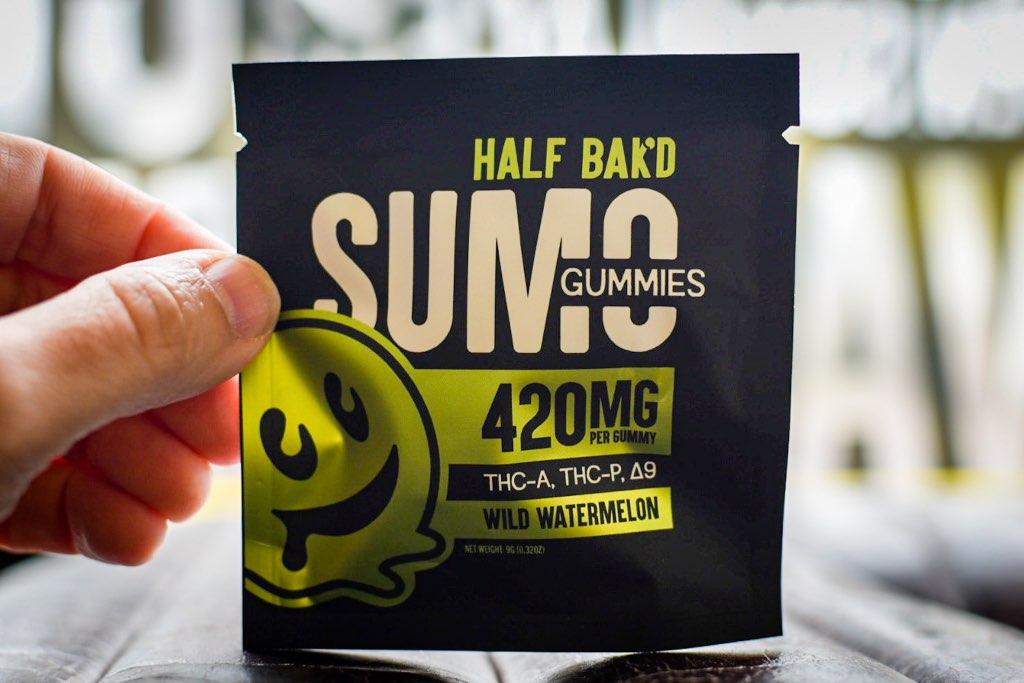 HALF BAK'D
SUMO
GUMMIES
420MG
PER GUMMY
THC-A, THC-P, Δ9
WILD WATERMELON
NET WEIGHT 9G (0.32OZ)